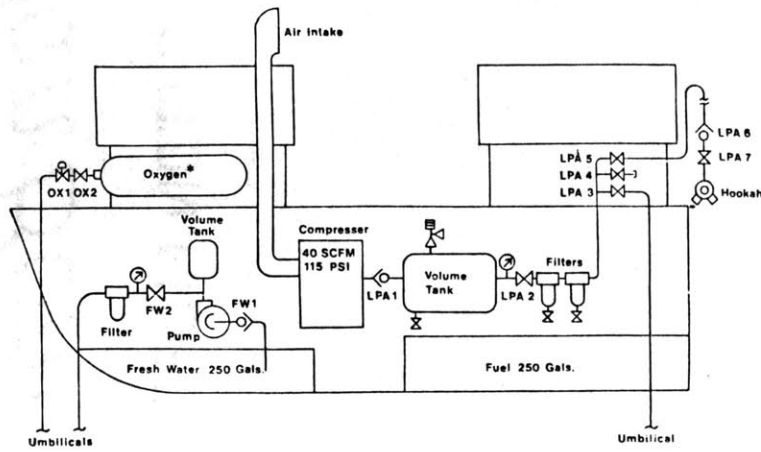 Air Intake
LPA 6
LPA 5
LPA 7
LPA 4
Oxygen*
OX1 OX2
LPA 3
Hookah
Volume
Tank
Compresser
40 SCFM
115 PSI
Volume
Tank
Filters
LPA 1
LPA 2
FW1
FW2
Filter
Pump
Fresh Water 250 Gals.
Fuel 250 Gals.
Umbilicals
Umbilical